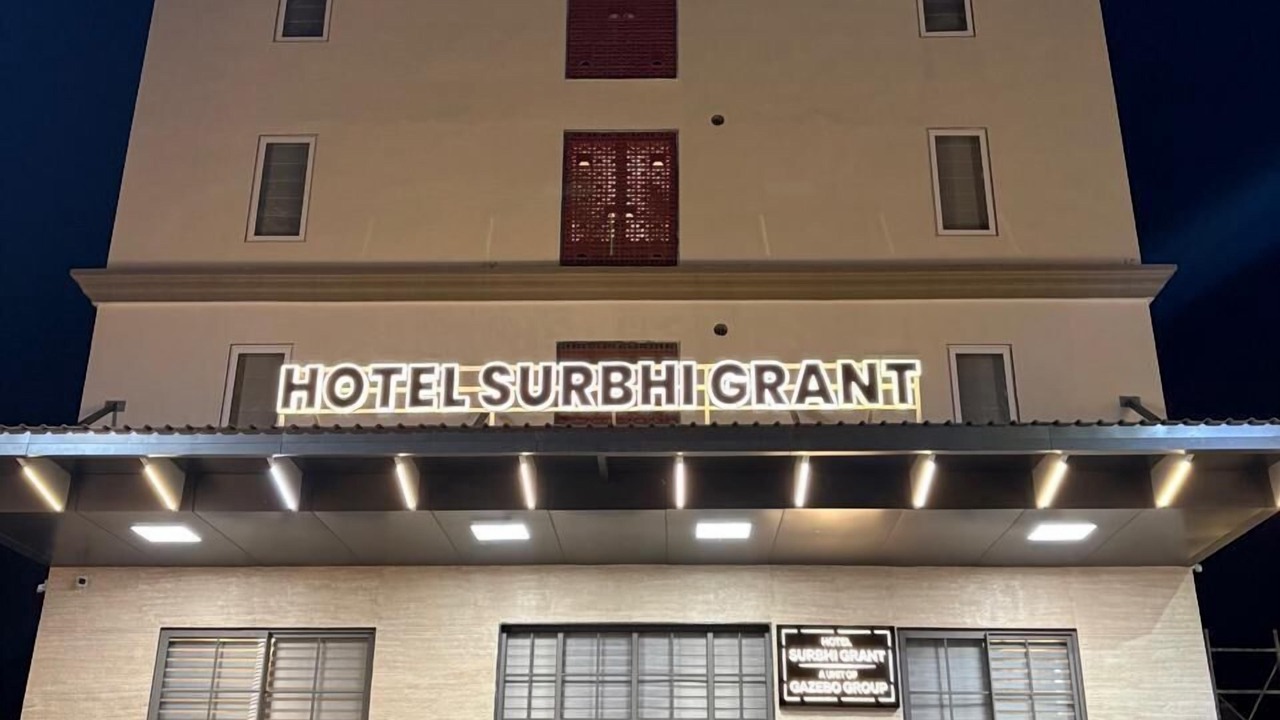 HOTEL SURBHI GRANT
HOTEL
SURBHI GRANT
A UNIT OF
GAZEBO GROUP